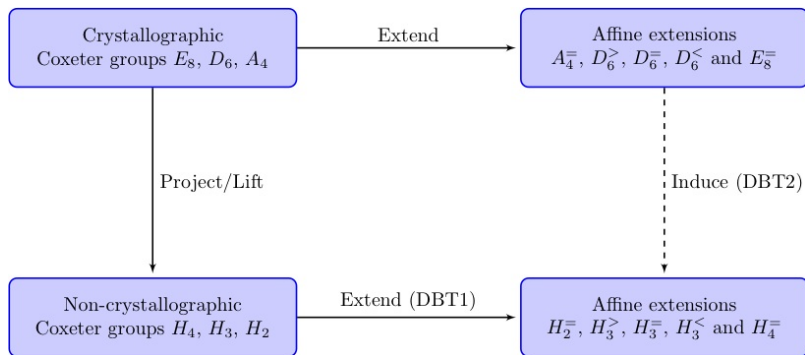 Crystallographic
Coxeter groups E₈, D₆, A₄
Extend
Affine extensions
A₄⁼, D₆^>, D₆⁼, D₆^< and E₈⁼
Project/Lift
Induce (DBT2)
Non-crystallographic
Coxeter groups H₄, H₃, H₂
Extend (DBT1)
Affine extensions
H₂⁼, H₃^>, H₃⁼, H₃^< and H₄⁼